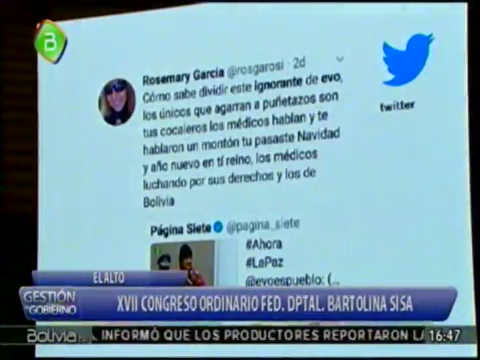 B
Rosemary García @rosgarosi · 2d
Cómo sabe dividir este ignorante de evo,
los únicos que agarran a puñetazos son
tus cocaleros los médicos hablan y te
hablaron un montón tu pasaste Navidad
y año nuevo en tí reino, los médicos
luchando por sus derechos y los de
Bolivia
twitter
Página Siete @pagina_siete
#Ahora
#LaPaz
@evoespueblo: (...
EL ALTO
GESTIÓN
GOBIERNO
XVII CONGRESO ORDINARIO FED. DPTAL. BARTOLINA SISA
Bolivia
INFORMÓ QUE LOS PRODUCTORES REPORTARON LA
16:47